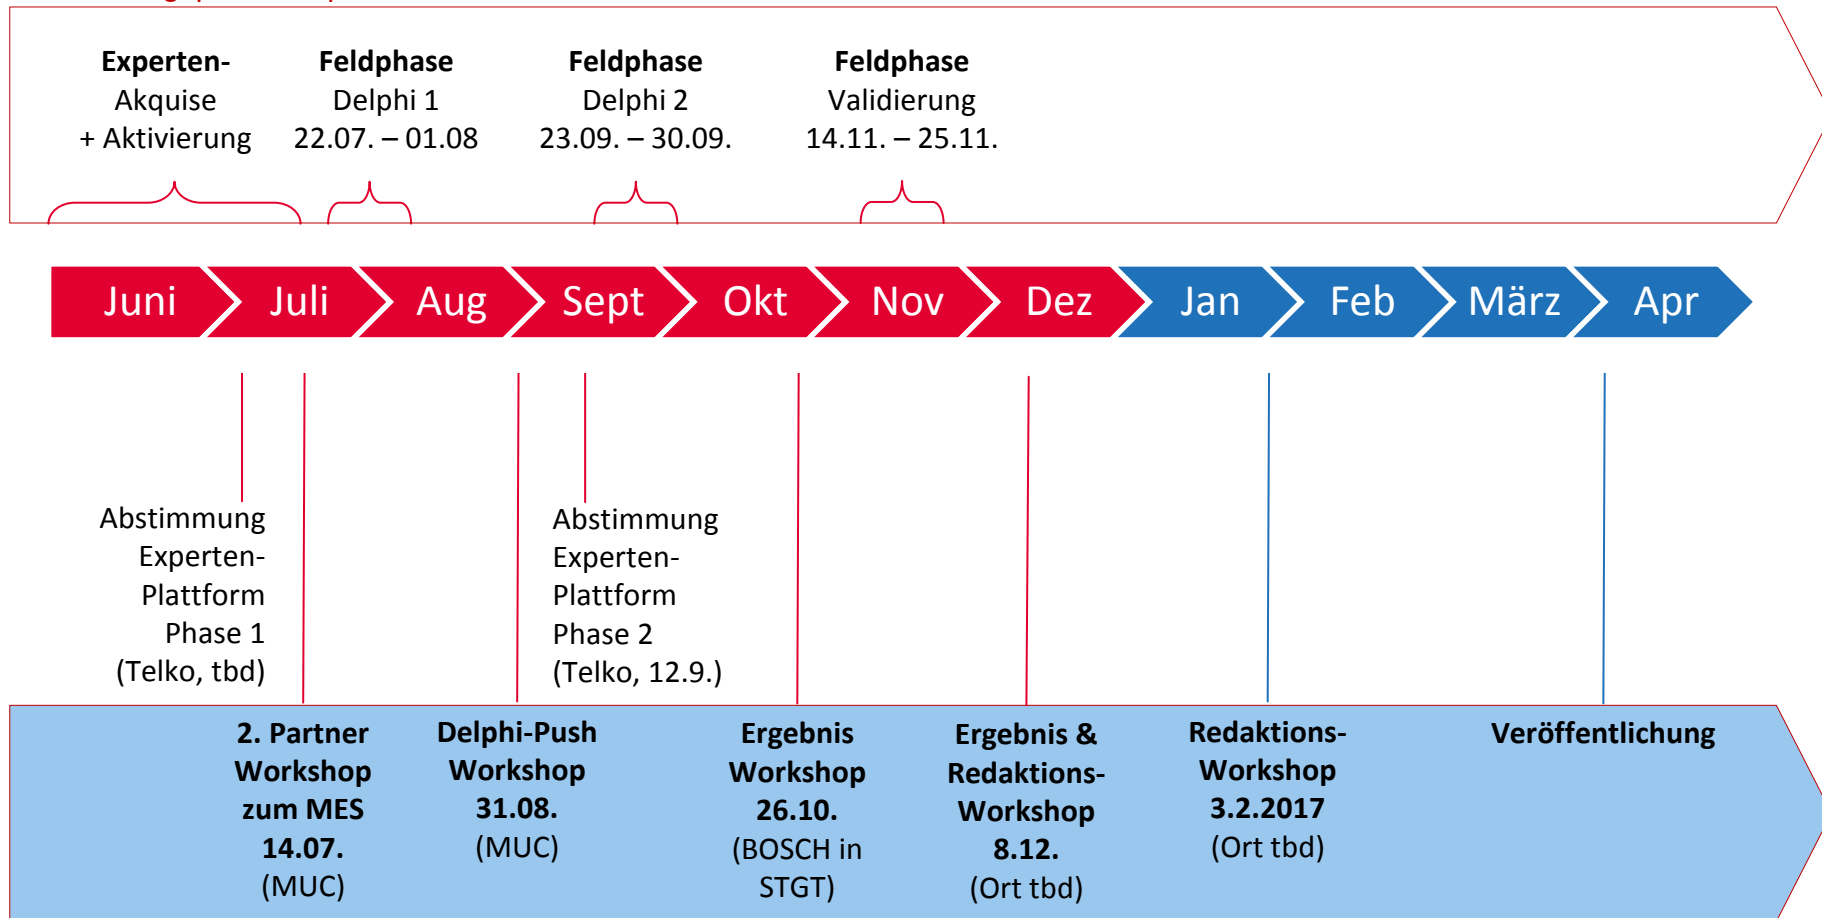 Experten-
Akquise
+ Aktivierung
Feldphase
Delphi 1
22.07. – 01.08
Feldphase
Delphi 2
23.09. – 30.09.
Feldphase
Validierung
14.11. – 25.11.
Juni
Juli
Aug
Sept
Okt
Nov
Dez
Jan
Feb
März
Apr
Abstimmung
Experten-
Plattform
Phase 1
(Telko, tbd)
Abstimmung
Experten-
Plattform
Phase 2
(Telko, 12.9.)
2. Partner
Workshop
zum MES
14.07.
(MUC)
Delphi-Push
Workshop
31.08.
(MUC)
Ergebnis
Workshop
26.10.
(BOSCH in
STGT)
Ergebnis &
Redaktions-
Workshop
8.12.
(Ort tbd)
Redaktions-
Workshop
3.2.2017
(Ort tbd)
Veröffentlichung